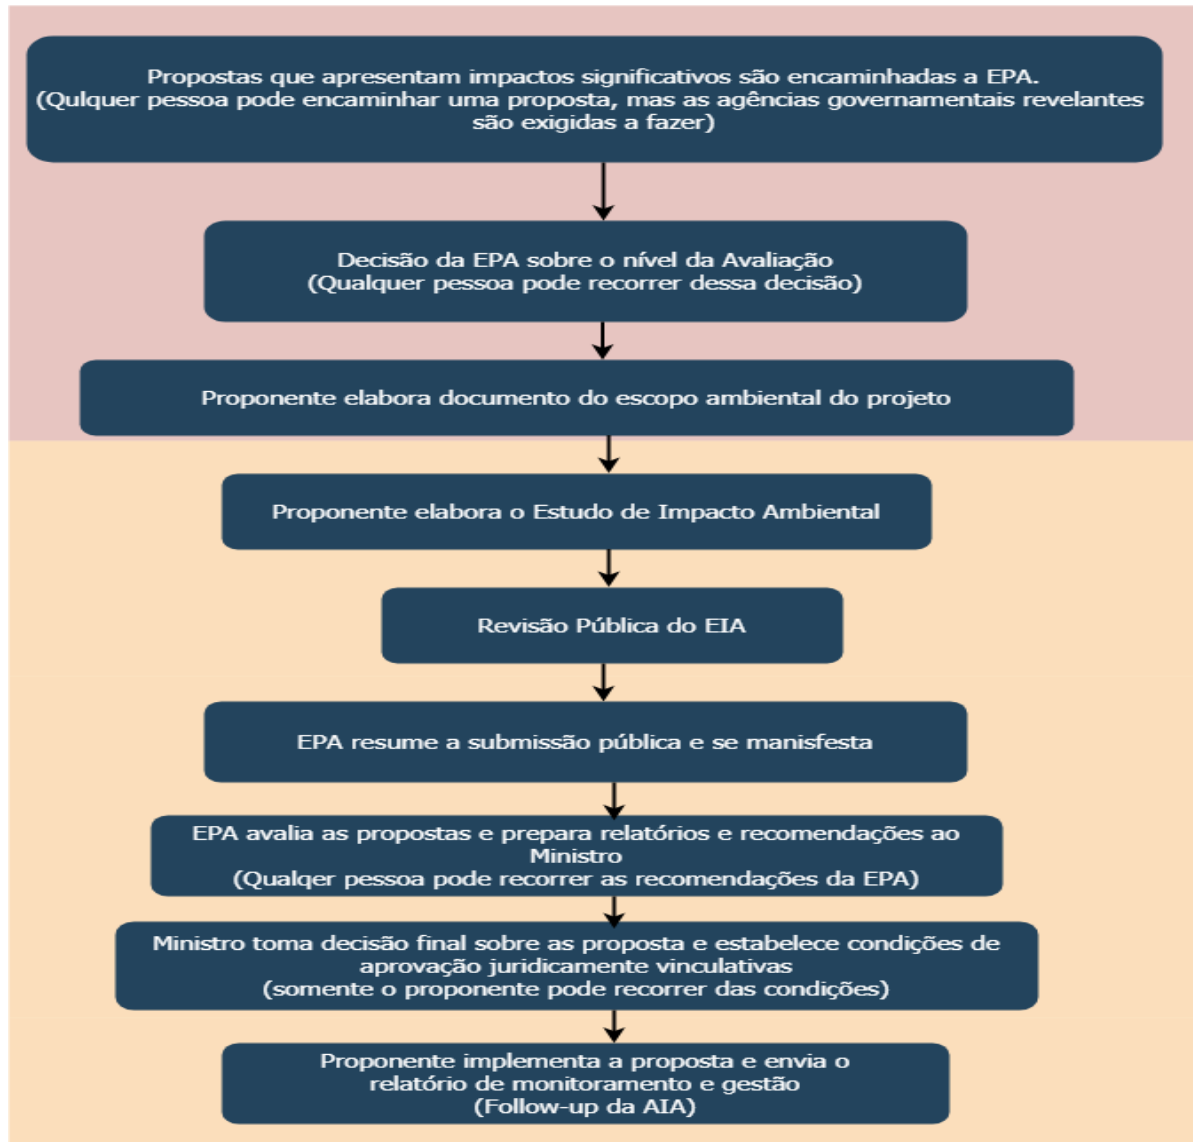 Propostas que apresentam impactos significativos são encaminhadas a EPA.
(Qulquer pessoa pode encaminhar uma proposta, mas as agências governamentais revelantes
são exigidas a fazer)
Decisão da EPA sobre o nível da Avaliação
(Qualquer pessoa pode recorrer dessa decisão)
Proponente elabora documento do escopo ambiental do projeto
Proponente elabora o Estudo de Impacto Ambiental
Revisão Pública do EIA
EPA resume a submissão pública e se manisfesta
EPA avalia as propostas e prepara relatórios e recomendações ao
Ministro
(Qualqer pessoa pode recorrer as recomendações da EPA)
Ministro toma decisão final sobre as proposta e estabelece condições de
aprovação juridicamente vinculativas
(somente o proponente pode recorrer das condições)
Proponente implementa a proposta e envia o
relatório de monitoramento e gestão
(Follow-up da AIA)